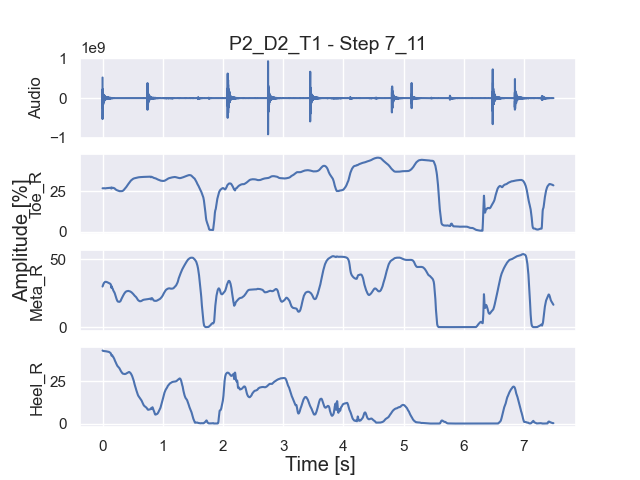 P2_D2_T1 - Step 7_11
1e9
1
0
−1
Audio
25
0
Toe_R
Amplitude [%]
50
0
Meta_R
25
0
Heel_R
0 1 2 3 4 5 6 7
Time [s]